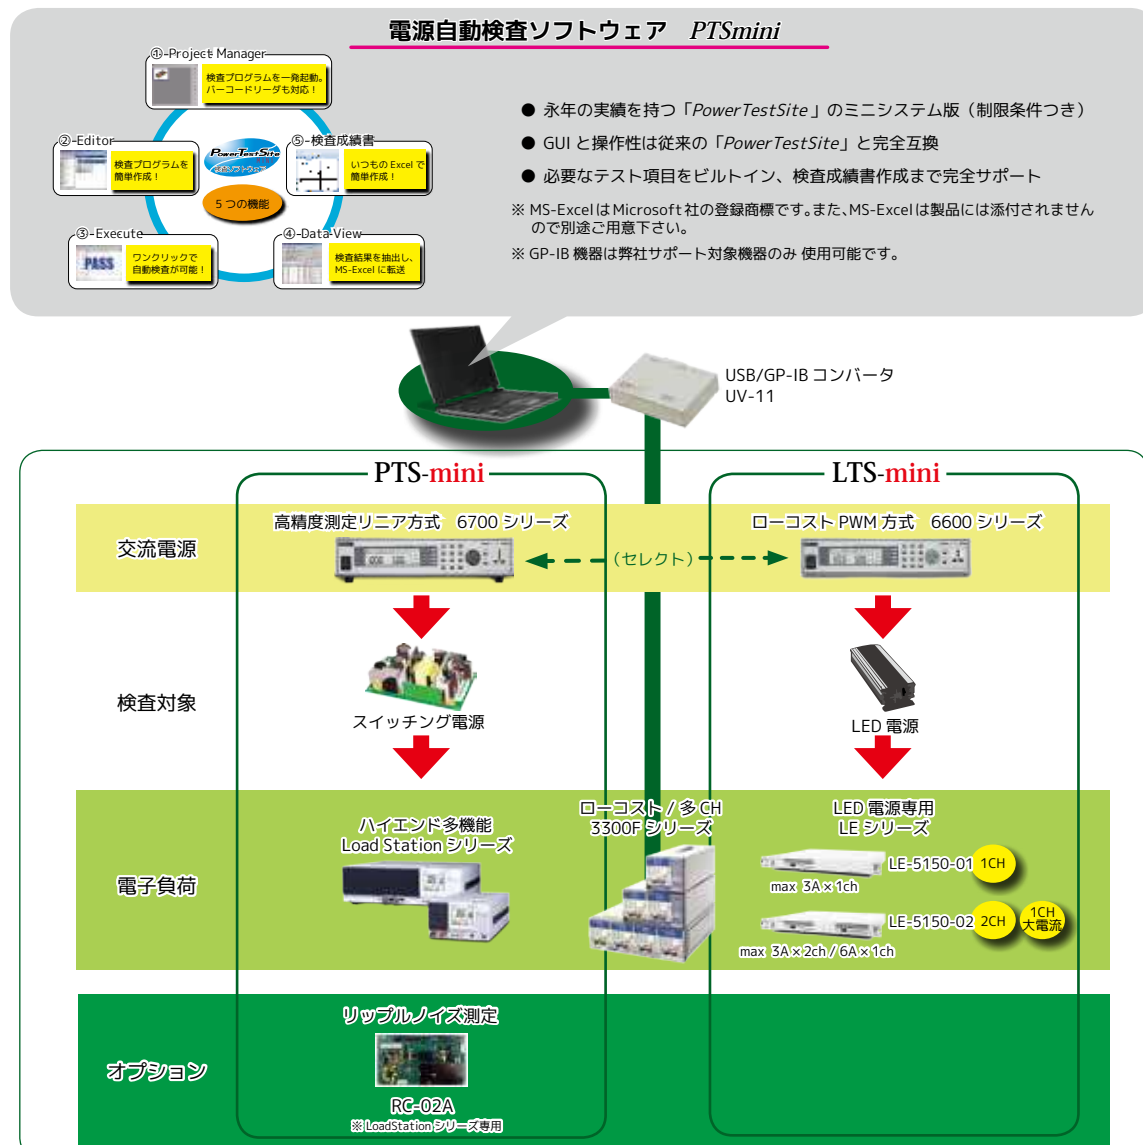 電源自動検査ソフトウェア PTSmini
①-Project Manager
検査プログラムを一発起動。
バーコードリーダも対応！
②-Editor
検査プログラムを
簡単作成！
PowerTestSite
5つの機能
⑤-検査成績書
いつもの Excel で
簡単作成！
③-Execute
PASS
ワンクリックで
自動検査が可能！
④-Data View
検査結果を抽出し、
MS-Excel に転送
● 永年の実績を持つ「PowerTestSite」のミニシステム版（制限条件つき）
● GUI と操作性は従来の「PowerTestSite」と完全互換
● 必要なテスト項目をビルトイン、検査成績書作成まで完全サポート
※ MS-Excelは Microsoft 社の登録商標です。また、MS-Excelは製品には添付されません
ので別途ご用意下さい。
※ GP-IB 機器は弊社サポート対象機器のみ 使用可能です。
USB/GP-IB コンバータ
UV-11
PTS-mini
LTS-mini
交流電源
高精度測定リニア方式 6700 シリーズ
（セレクト）
ローコスト PWM 方式 6600 シリーズ
検査対象
スイッチング電源
LED 電源
電子負荷
ハイエンド多機能
Load Station シリーズ
ローコスト / 多 CH
3300F シリーズ
LED 電源専用
LE シリーズ
LE-5150-01 1CH
max 3A × 1ch
LE-5150-02 2CH 1CH
大電流
max 3A × 2ch / 6A × 1ch
オプション
リップルノイズ測定
RC-02A
※ LoadStation シリーズ専用